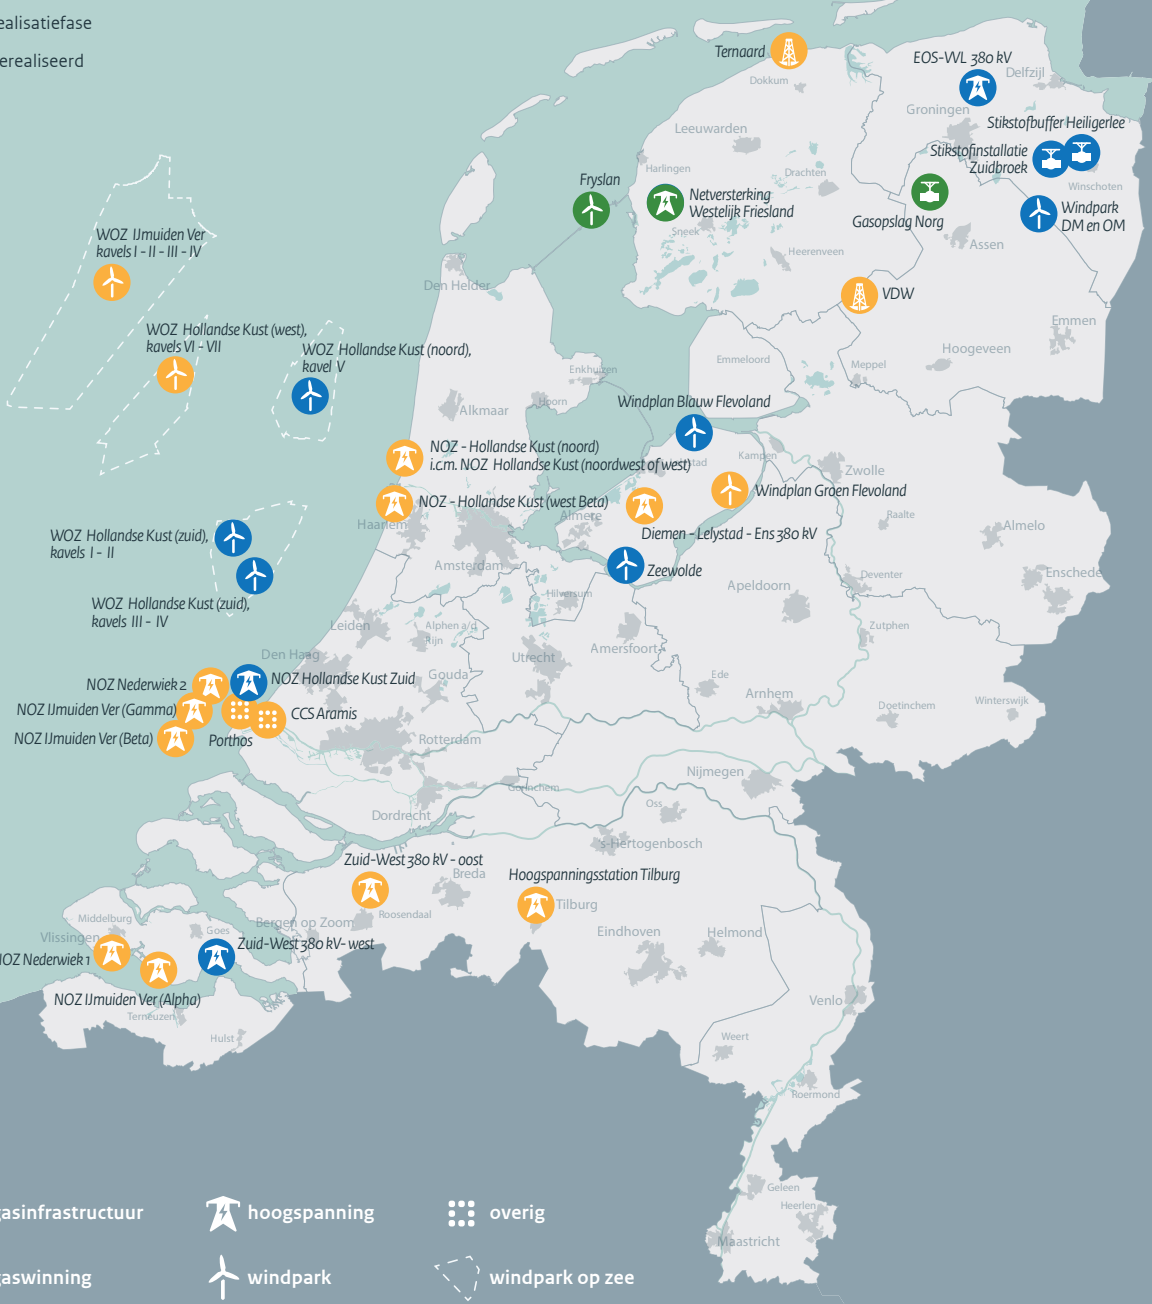 ealisatiefase
erealiseerd
Ternaard
Dokkum
EOS-VVL 380 kV
Delfzijl
Groningen
Leeuwarden
Stikstofbuffer Heiligerlee
Stikstofinstallatie
Zuidbroek
Harlingen
Drachten
Fryslan
Winschoten
Netversterking
Westelijk Friesland
Gasopslag Norg
Windpark
DM en OM
Sneek
Assen
Heerenveen
WOZ IJmuiden Ver
kavels I - II - III - IV
Den Helder
VDW
Emmen
WOZ Hollandse Kust (west),
kavels VI - VII
WOZ Hollandse Kust (noord),
kavel V
Hoogeveen
Emmeloord
Meppel
Enkhuizen
Hoorn
Alkmaar
Windplan Blauw Flevoland
NOZ - Hollandse Kust (noord)
i.c.m. NOZ Hollandse Kust (noordwest of west)
stad
Kampen
Zwolle
Windplan Groen Flevoland
NOZ - Hollandse Kust (west Beta)
Haarlem
Almere
Raalte
Almelo
Diemen - Lelystad - Ens 380 kV
WOZ Hollandse Kust (zuid),
kavels I - II
Amsterdam
Zeewolde
Apeldoorn
Deventer
Enschede
WOZ Hollandse Kust (zuid),
kavels III - IV
Hilversum
Leiden
Alphen a/d
Rijn
Zutphen
Amersfoort
Den Haag
Utrecht
NOZ Nederwiek 2
NOZ Hollandse Kust Zuid
Gouda
Ede
Arnhem
Winterswijk
Doetinchem
NOZ IJmuiden Ver (Gamma)
CCS Aramis
NOZ IJmuiden Ver (Beta)
Porthos
Rotterdam
Nijmegen
Gorinchem
Oss
Dordrecht
's-Hertogenbosch
Zuid-West 380 kV - oost
Breda
Hoogspanningsstation Tilburg
Tilburg
Middelburg
Roosendaal
Bergen op Zoom
Goes
Vlissingen
Eindhoven
Helmond
Zuid-West 380 kV- west
OZ Nederwiek 1
NOZ IJmuiden Ver (Alpha)
Venlo
Terneuzen
Hulst
Weert
Roermond
Geleen
Heerlen
Maastricht
asinfrastructuur
hoogspanning
overig
aswinning
windpark
windpark op zee